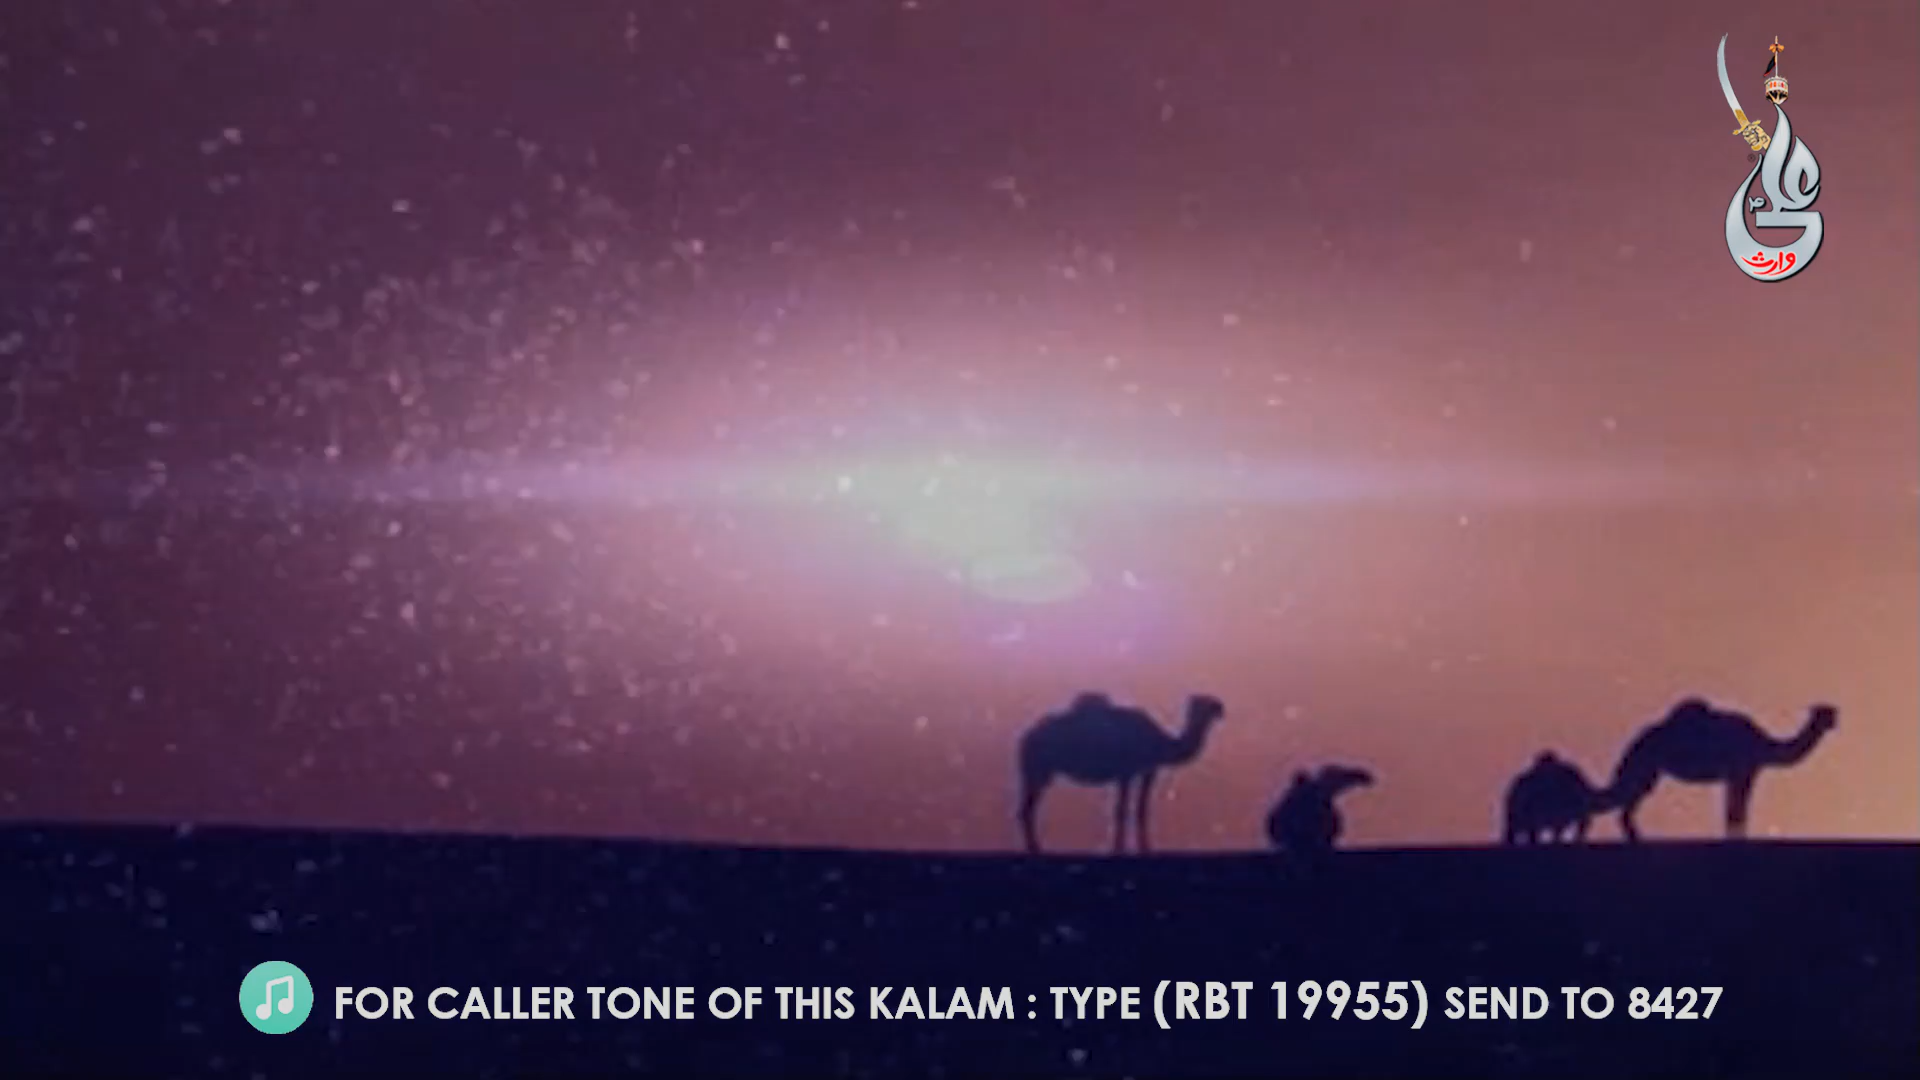 علی
وارث
FOR CALLER TONE OF THIS KALAM : TYPE (RBT 19955) SEND TO 8427